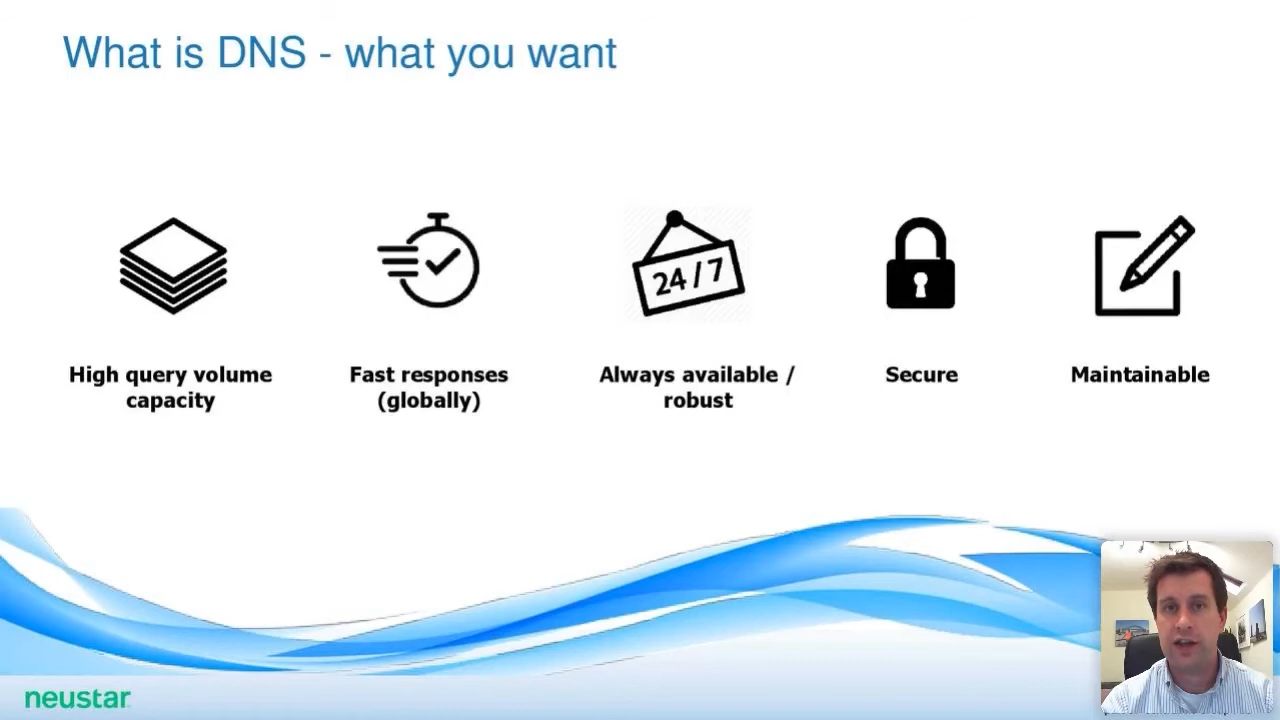 What is DNS - what you want
24/7
High query volume
capacity
Fast responses
(globally)
Always available /
robust
Secure
Maintainable
neustar